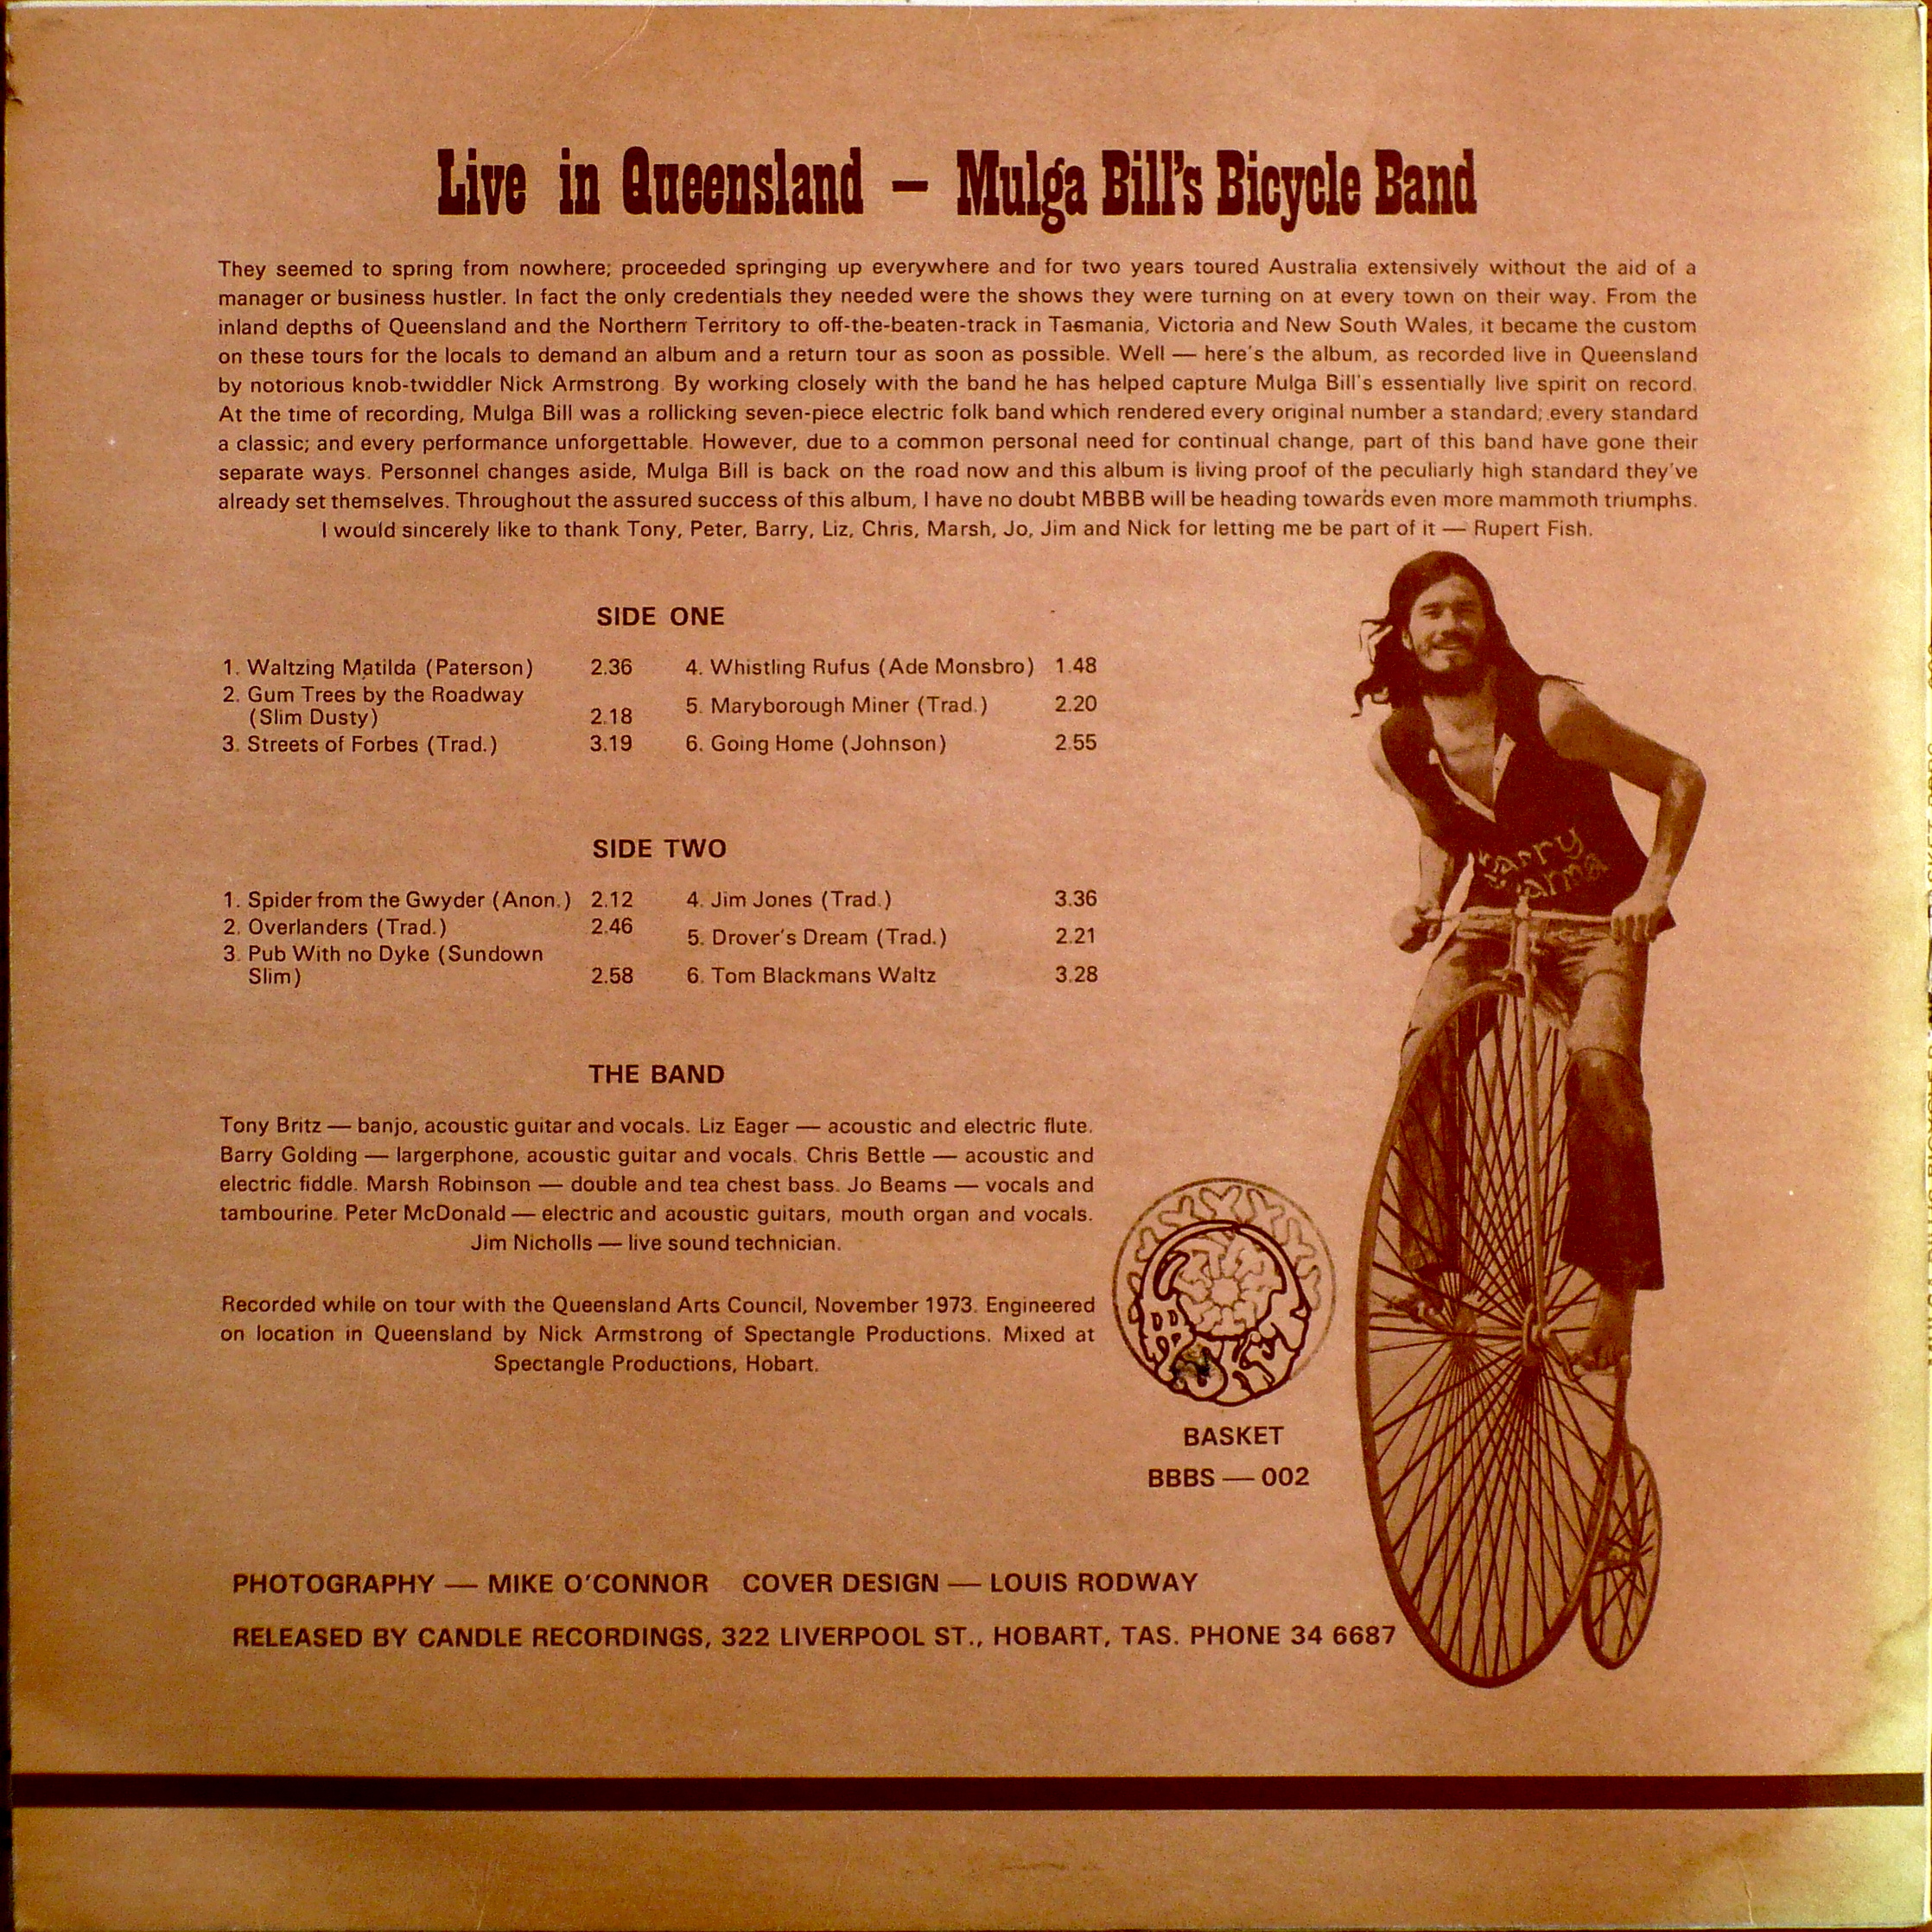 Live in Queensland — Mulga Bill's Bicycle Band
They seemed to spring from nowhere; proceeded springing up everywhere and for two years toured Australia extensively without the aid of a
manager or business hustler. In fact the only credentials they needed were the shows they were turning on at every town on their way. From the
inland depths of Queensland and the Northern Territory to off-the-beaten-track in Tasmania, Victoria and New South Wales, it became the custom
on these tours for the locals to demand an album and a return tour as soon as possible. Well — here's the album, as recorded live in Queensland
by notorious knob-twiddler Nick Armstrong. By working closely with the band he has helped capture Mulga Bill's essentially live spirit on record.
At the time of recording, Mulga Bill was a rollicking seven-piece electric folk band which rendered every original number a standard; every standard
a classic; and every performance unforgettable. However, due to a common personal need for continual change, part of this band have gone their
separate ways. Personnel changes aside, Mulga Bill is back on the road now and this album is living proof of the peculiarly high standard they've
already set themselves. Throughout the assured success of this album, I have no doubt MBBB will be heading towards even more mammoth triumphs.
I would sincerely like to thank Tony, Peter, Barry, Liz, Chris, Marsh, Jo, Jim and Nick for letting me be part of it — Rupert Fish.
SIDE ONE
1. Waltzing Matilda (Paterson) 2.36
2. Gum Trees by the Roadway
(Slim Dusty) 2.18
3. Streets of Forbes (Trad.) 3.19
4. Whistling Rufus (Ade Monsbro) 1.48
5. Maryborough Miner (Trad.) 2.20
6. Going Home (Johnson) 2.55
SIDE TWO
1. Spider from the Gwyder (Anon.) 2.12
2. Overlanders (Trad.) 2.46
3. Pub With no Dyke (Sundown
Slim) 2.58
4. Jim Jones (Trad.) 3.36
5. Drover's Dream (Trad.) 2.21
6. Tom Blackmans Waltz 3.28
THE BAND
Tony Britz — banjo, acoustic guitar and vocals. Liz Eager — acoustic and electric flute.
Barry Golding — largerphone, acoustic guitar and vocals. Chris Bettle — acoustic and
electric fiddle. Marsh Robinson — double and tea chest bass. Jo Beams — vocals and
tambourine. Peter McDonald — electric and acoustic guitars, mouth organ and vocals.
Jim Nicholls — live sound technician.
Recorded while on tour with the Queensland Arts Council, November 1973. Engineered
on location in Queensland by Nick Armstrong of Spectangle Productions. Mixed at
Spectangle Productions, Hobart.
BASKET
BBBS — 002
PHOTOGRAPHY — MIKE O'CONNOR COVER DESIGN — LOUIS RODWAY
RELEASED BY CANDLE RECORDINGS, 322 LIVERPOOL ST., HOBART, TAS. PHONE 34 6687